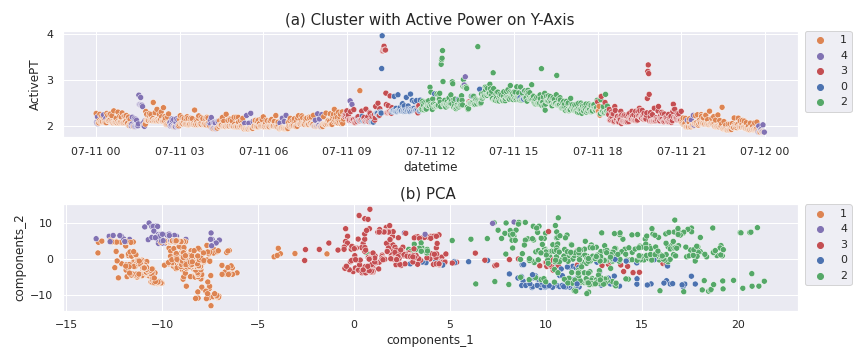 (a) Cluster with Active Power on Y-Axis
4
3
2
ActivePT
07-11 00 07-11 03 07-11 06 07-11 09 07-11 12 07-11 15 07-11 18 07-11 21 07-12 00
datetime
1
4
3
0
2
(b) PCA
10
0
−10
components_2
−15 −10 −5 0 5 10 15 20
components_1
1
4
3
0
2